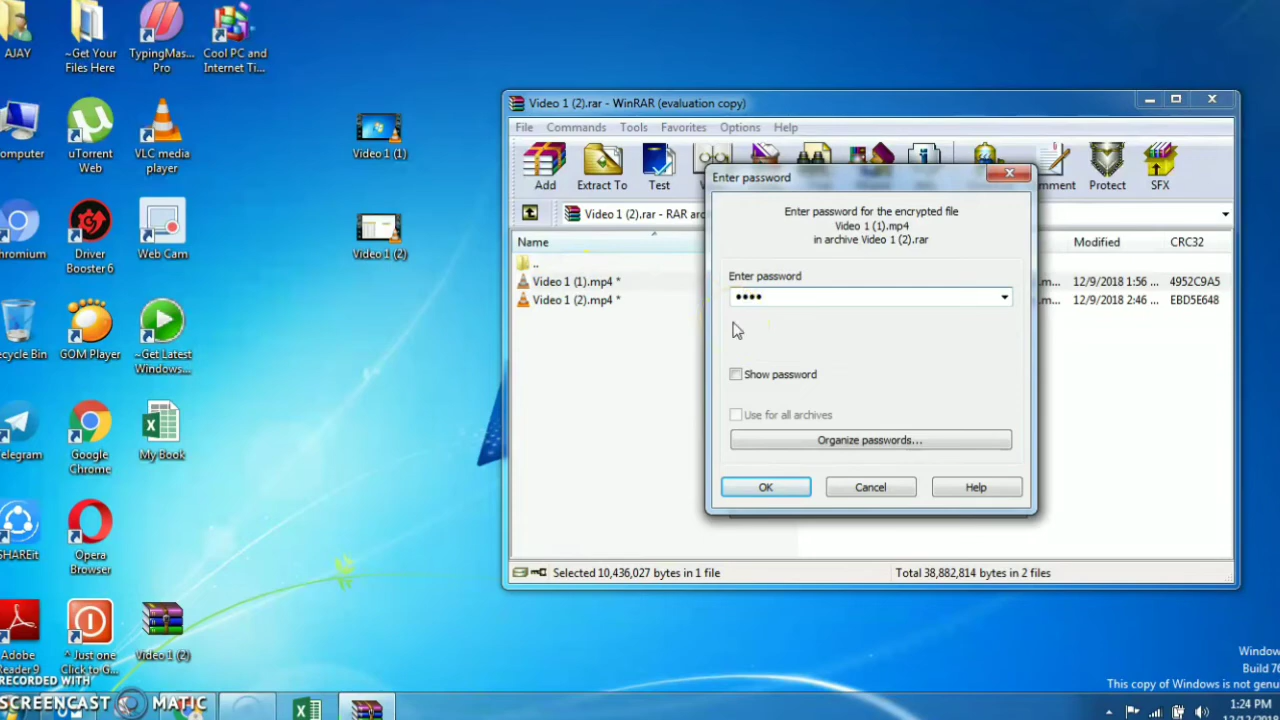 AJAY
~Get Your
Files Here
TypingMas...
Pro
Cool PC and
Internet Ti...
omputer
uTorrent
Web
VLC media
player
hromium
Driver
Booster 6
Web Cam
ecycle Bin
GOM Player
~Get Latest
Windows...
elegram
Google
Chrome
My Book
SHAREit
Opera
Browser
Adobe
Reader 9
^ Just one
Click to G...
Video 1 (2)
Video 1 (1)
Video 1 (2)
Video 1 (2).rar - WinRAR (evaluation copy)
File Commands Tools Favorites Options Help
Add Extract To Test mment Protect SFX
Video 1 (2).rar - RAR arc
Name Modified CRC32
..
Video 1 (1).mp4 * m... 12/9/2018 1:56 ... 4952C9A5
Video 1 (2).mp4 * m... 12/9/2018 2:46 ... EBD5E648
Enter password
Enter password for the encrypted file
Video 1 (1).mp4
in archive Video 1 (2).rar
Enter password
••••
Show password
Use for all archives
Organize passwords...
OK Cancel Help
Selected 10,436,027 bytes in 1 file Total 38,882,814 bytes in 2 files
Window
Build 76
This copy of Windows is not genu
RECORDED WITH
SCREENCAST MATIC
1:24 PM